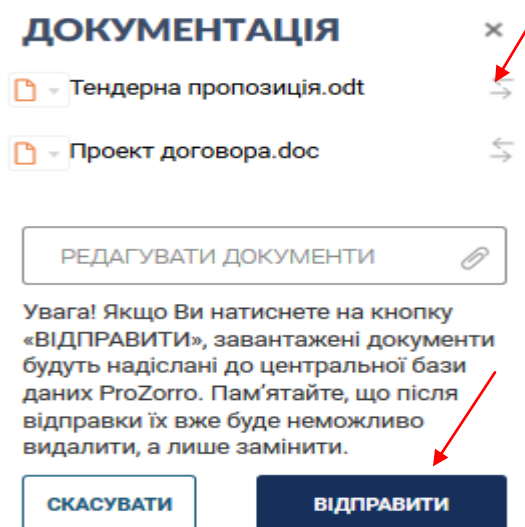 ДОКУМЕНТАЦІЯ
Тендерна пропозиція.odt
Проект договора.doc
РЕДАГУВАТИ ДОКУМЕНТИ
Увага! Якщо Ви натиснете на кнопку
«ВІДПРАВИТИ», завантажені документи
будуть надіслані до центральної бази
даних ProZorro. Пам’ятайте, що після
відправки їх вже буде неможливо
видалити, а лише замінити.
СКАСУВАТИ ВІДПРАВИТИ